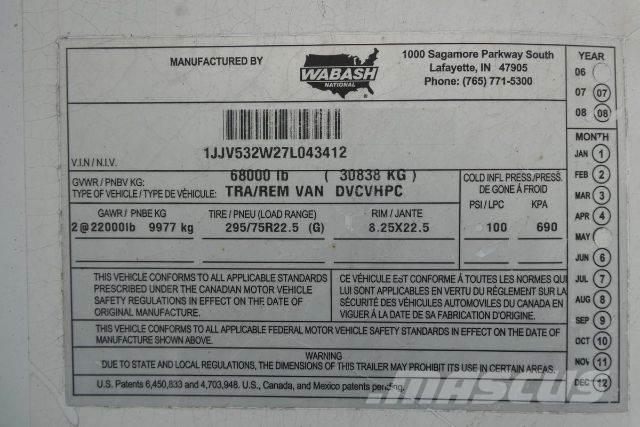 MANUFACTURED BY
WABASH
NATIONAL
1000 Sagamore Parkway South
Lafayette, IN 47905
Phone: (765) 771-5300
YEAR
06
07 07
08 08
V.I.N / N.I.V.
1JJV532W27L043412
GVWR / PNBV KG: 68000 lb ( 30838 KG )
TYPE OF VEHICLE / TYPE DE VÉHICULE: TRA/REM VAN DVCVHPC
COLD INFL PRESS./PRESS.
DE GONE À FROID
PSI / LPC KPA
GAWR / PNBE KG TIRE / PNEU (LOAD RANGE) RIM / JANTE
2@22000lb 9977 kg 295/75R22.5 (G) 8.25X22.5 100 690
MONTH
JAN 1
FEB 2
MAR 3
APR 4
MAY
JUN 6
JUL 7
AUG 8
SEP 9
OCT 10
NOV 11
DEC 12
THIS VEHICLE CONFORMS TO ALL APPLICABLE STANDARDS
PRESCRIBED UNDER THE CANADIAN MOTOR VEHICLE
SAFETY REGULATIONS IN EFFECT ON THE DATE OF
ORIGINAL MANUFACTURE.
CE VÉHICULE EST CONFORME À TOUTES LES NORMES QUI
LUI SONT APPLICABLES EN VERTU DU RÉGLEMENT SUR LA
SÉCURITÉ DES VÉHICULES AUTOMOBILES DU CANADA EN
VIGUER À LA DATE DE SA FABRICATION D'ORIGINE.
THIS VEHICLE CONFORMS TO ALL APPLICABLE FEDERAL MOTOR VEHICLE SAFETY STANDARDS IN EFFECT ON THE DATE OF
MANUFACTURE SHOWN ABOVE.
WARNING
DUE TO STATE AND LOCAL REGULATIONS, THE DIMENSIONS OF THIS TRAILER MAY PROHIBIT ITS USE IN CERTAIN AREAS.
U.S. Patents 6,450,833 and 4,703,948. U.S., Canada, and Mexico patents pending.
MASCUS